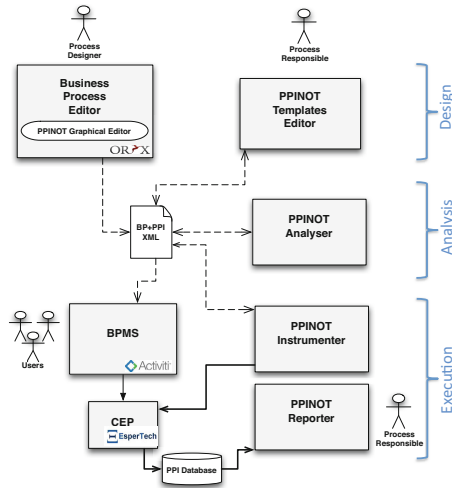 Process
Designer
Process
Responsible
Business
Process
Editor
PPINOT Graphical Editor
ORYX
PPINOT
Templates
Editor
Design
BP+PPI
XML
PPINOT
Analyser
Analysis
Users
BPMS
Activiti
PPINOT
Instrumenter
Execution
CEP
EsperTech
PPINOT
Reporter
Process
Responsible
PPI Database